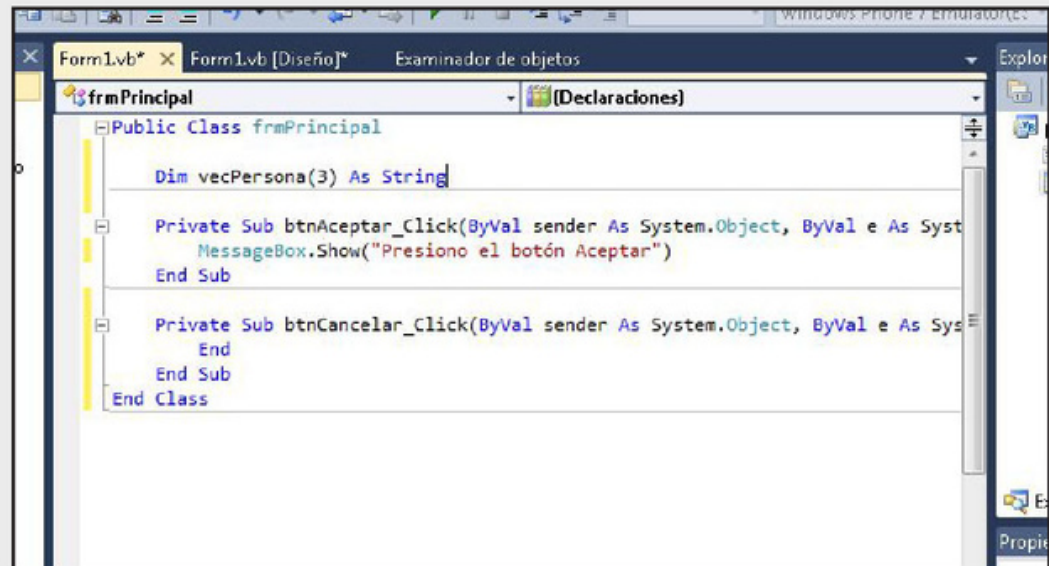 Windows Phone 7 Emulator(E
Form1.vb* Form1.vb [Diseño]* Examinador de objetos
Explor
frmPrincipal (Declaraciones)
Public Class frmPrincipal
Dim vecPersona(3) As String
Private Sub btnAceptar_Click(ByVal sender As System.Object, ByVal e As Syst
MessageBox.Show("Presiono el botón Aceptar")
End Sub
Private Sub btnCancelar_Click(ByVal sender As System.Object, ByVal e As Sys
End
End Sub
End Class
Propie